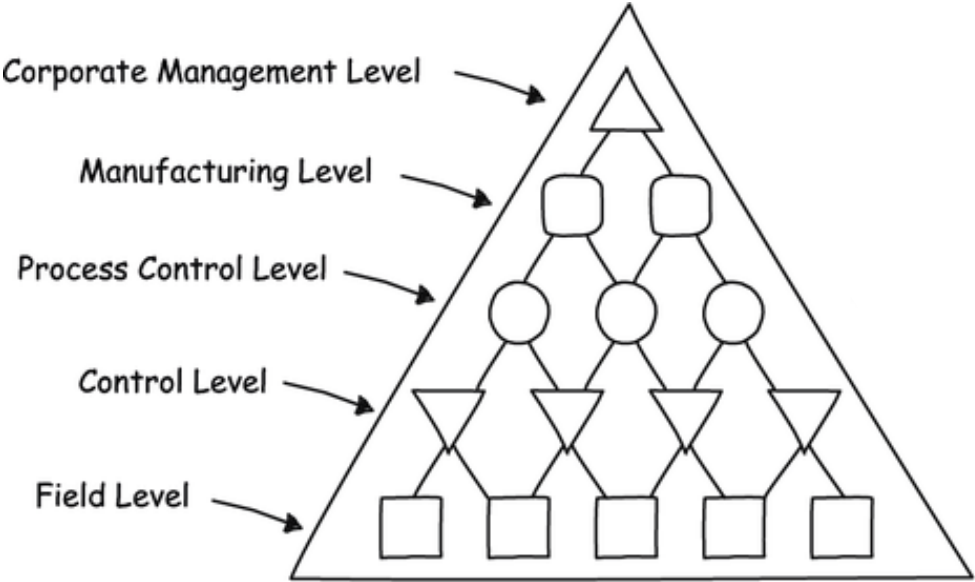 Corporate Management Level
Manufacturing Level
Process Control Level
Control Level
Field Level